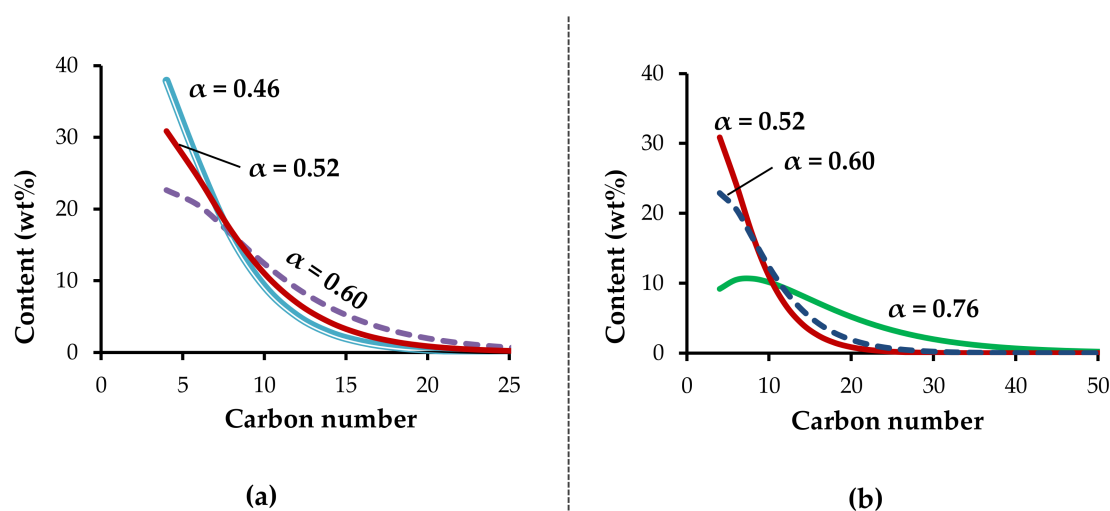 40
30
20
10
0
Content (wt%)
α = 0.46
α = 0.52
α = 0.60
0 5 10 15 20 25
Carbon number
(a)
40
30
20
10
0
Content (wt%)
α = 0.52
α = 0.60
α = 0.76
0 10 20 30 40 50
Carbon number
(b)